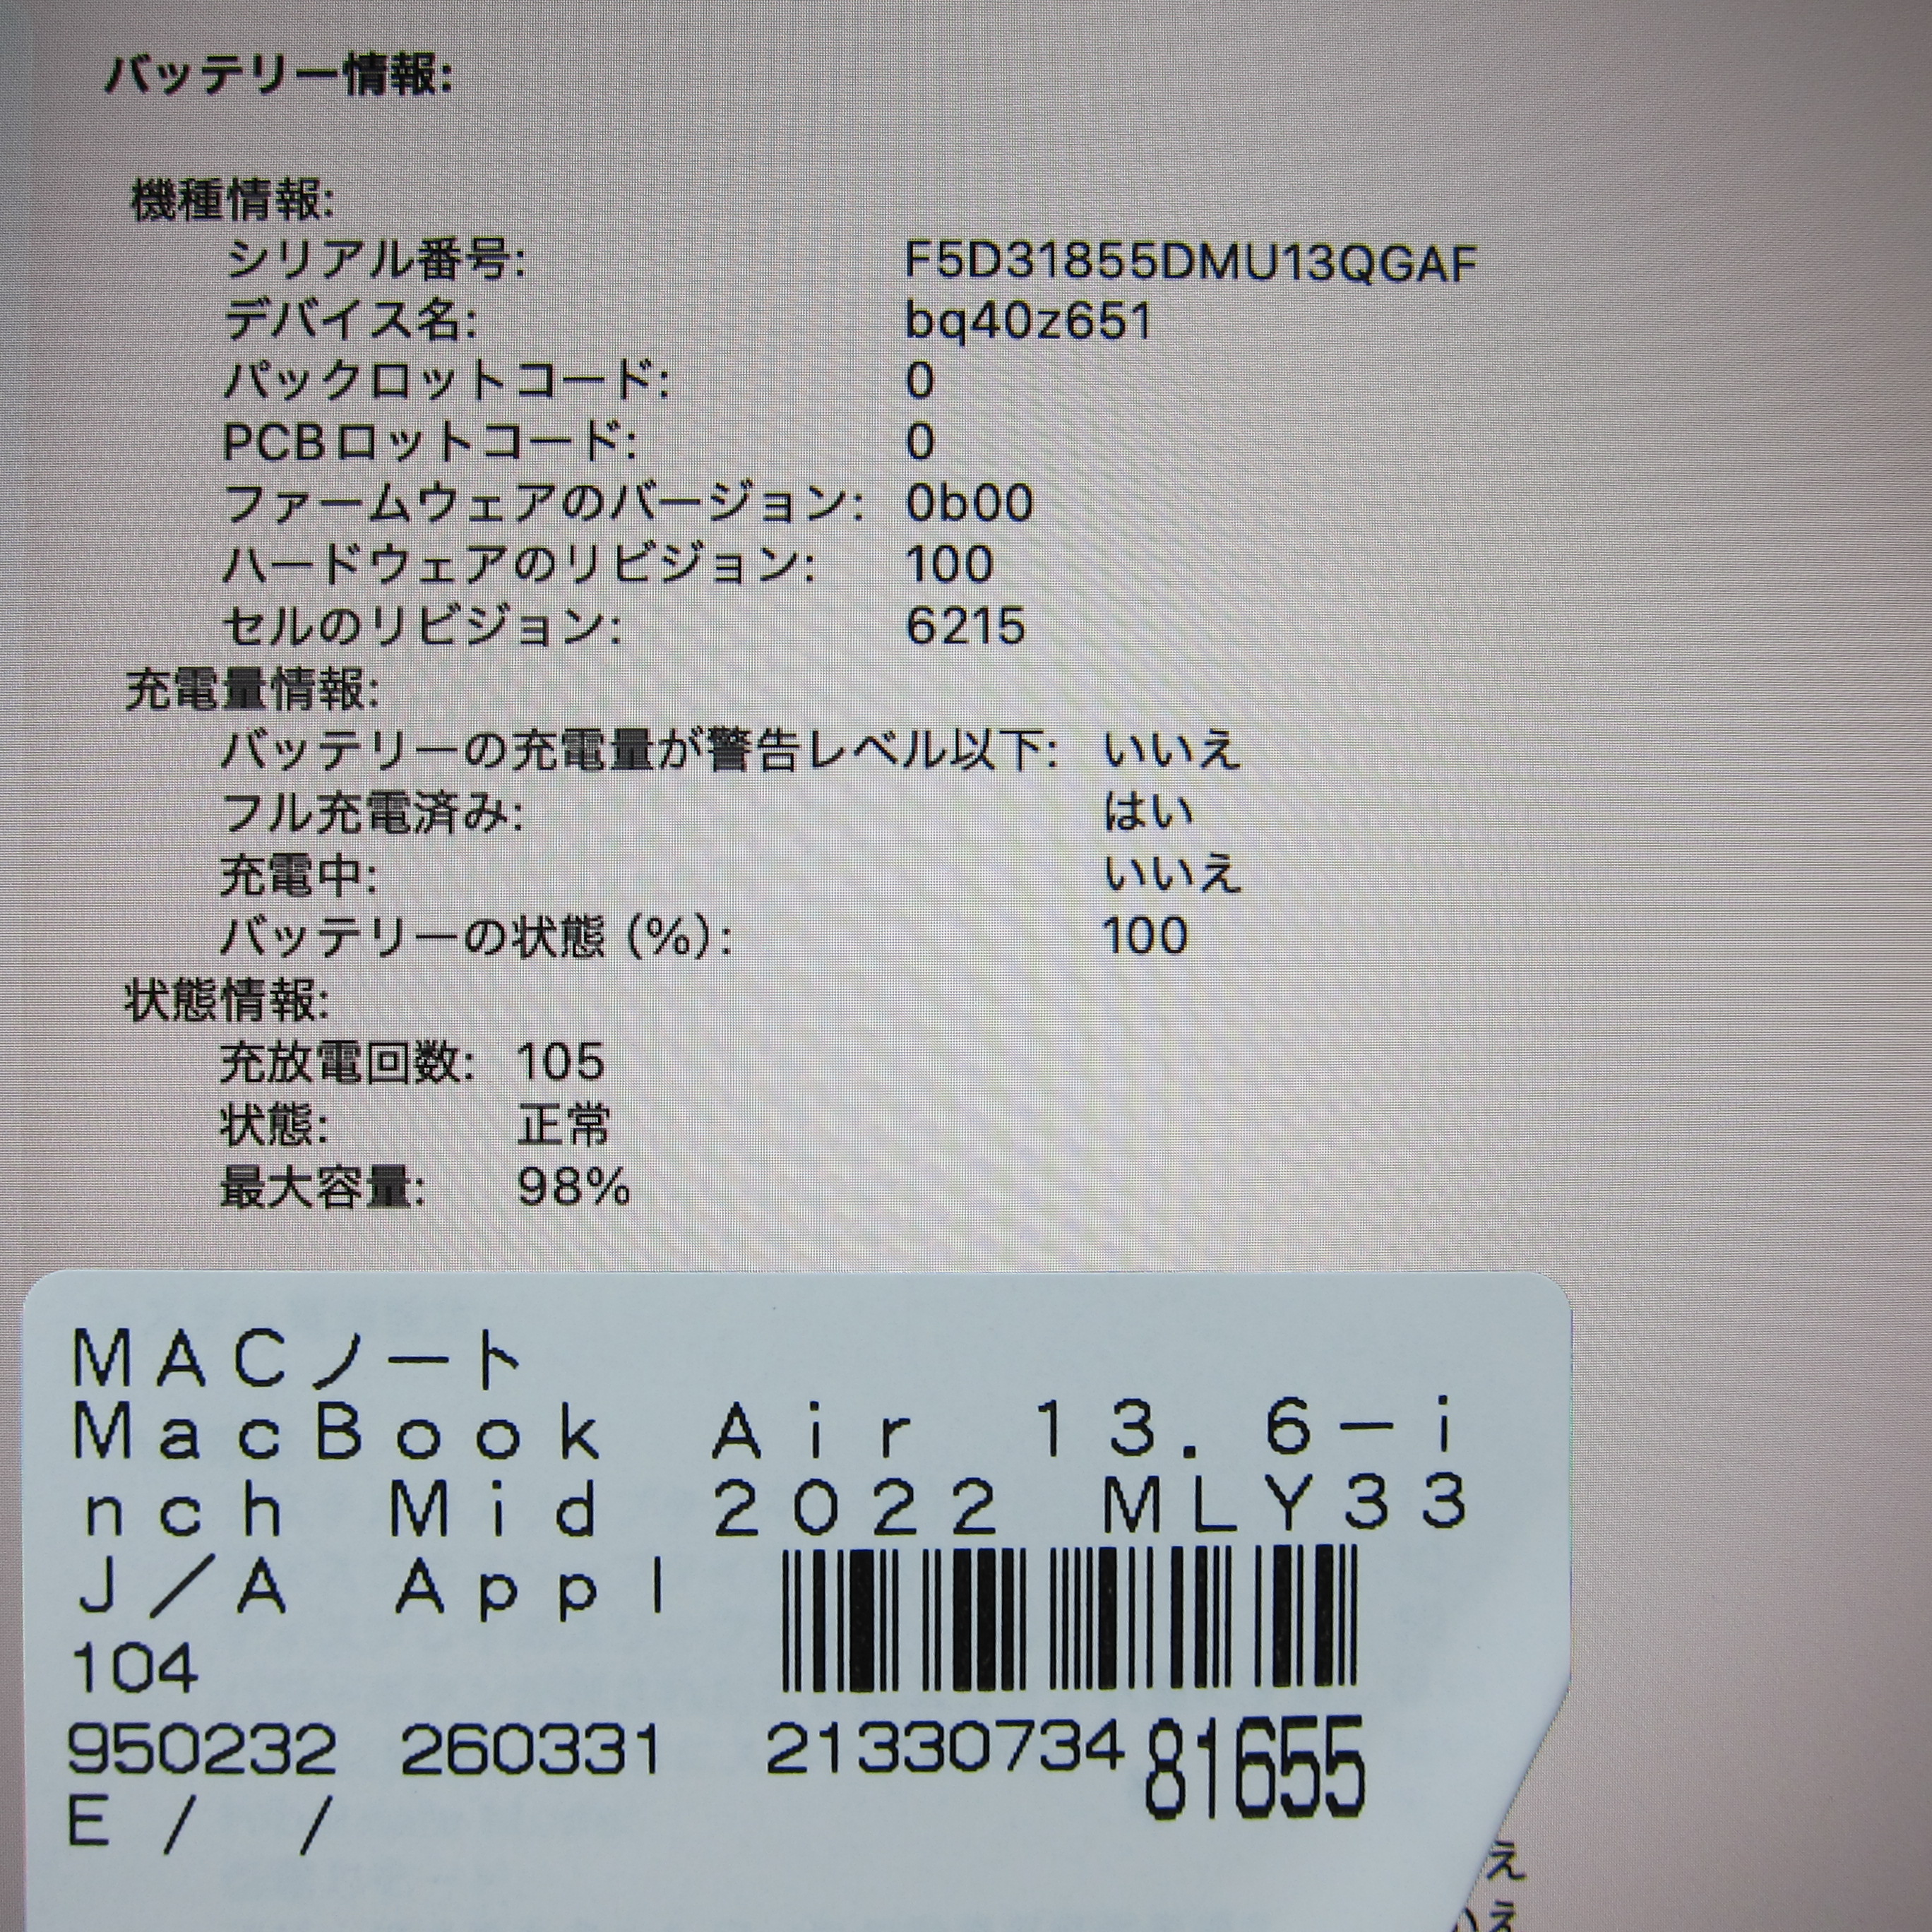 バッテリー情報:
機種情報:
シリアル番号: F5D31855DMU13QGAF
デバイス名: bq40z651
パックロットコード: 0
PCBロットコード: 0
ファームウェアのバージョン: 0b00
ハードウェアのリビジョン: 100
セルのリビジョン: 6215
充電量情報:
バッテリーの充電量が警告レベル以下: いいえ
フル充電済み: はい
充電中: いいえ
バッテリーの状態 (%): 100
状態情報:
充放電回数: 105
状態: 正常
最大容量: 98%
MACノート
MacBook Air 13.6-i
nch Mid 2022 MLY33
J/A Appl
104
950232 260331 21330734 81655
E / /
え
いえ